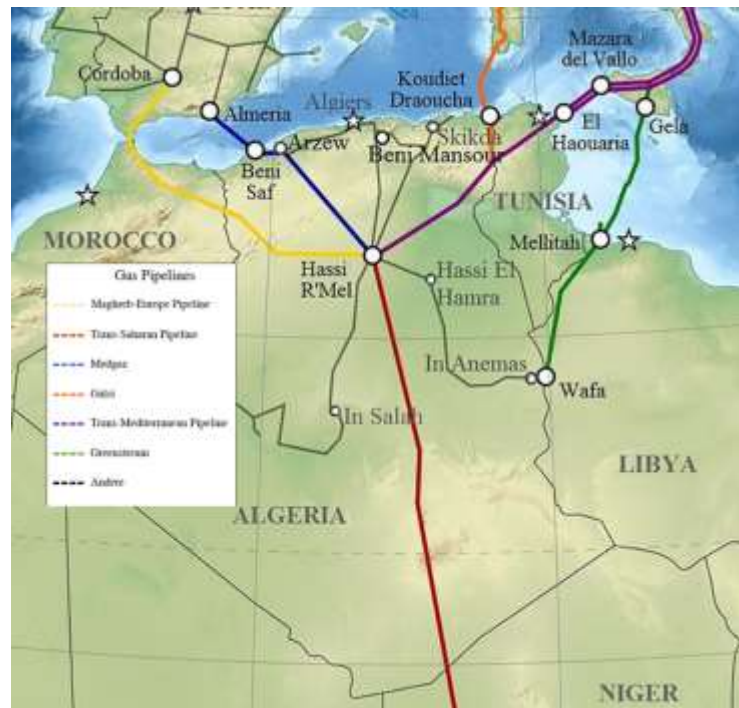 Cordoba
Almeria
Algiers
Koudiet
Draoucha
Mazara
del Vallo
Arzew
Beni Mansour
Skikda
El
Haouaria
Gela
Beni
Saf
TUNISIA
MOROCCO
Mellitah
Hassi
R'Mel
Hassi El
Hamra
Gas Pipelines
Maghreb-Europe Pipeline
Trans-Saharan Pipeline
Medgaz
Galsi
Trans-Mediterranean Pipeline
Greenstream
Andere
In Anemas
Wafa
In Salah
LIBYA
ALGERIA
NIGER